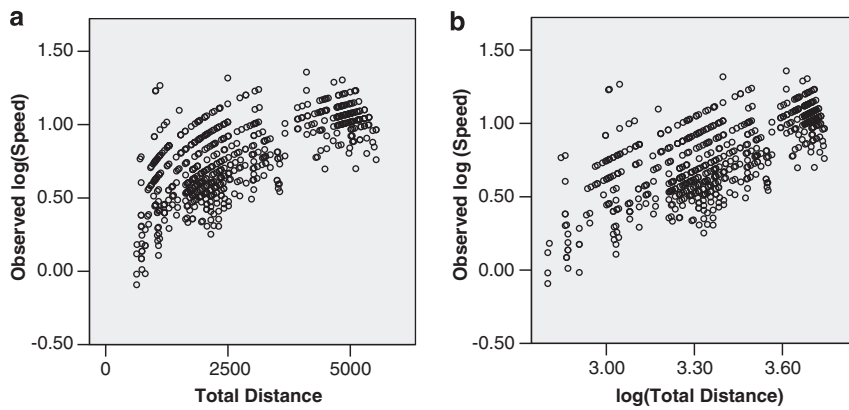 a
1.50
1.00
0.50
0.00
-0.50
Observed log(Speed)
0
2500
5000
Total Distance
b
1.50
1.00
0.50
0.00
-0.50
Observed log (Speed)
3.00
3.30
3.60
log(Total Distance)